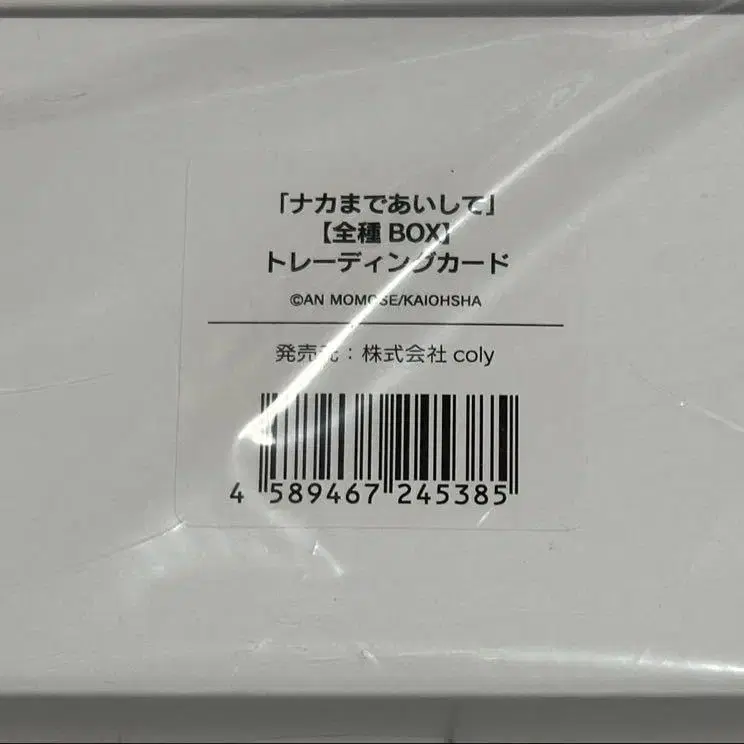 「ナカまであいして」
【全種 BOX】
トレーディングカード
©AN MOMOSE/KAIOHSHA
発売元：株式会社 coly
4 589467 245385